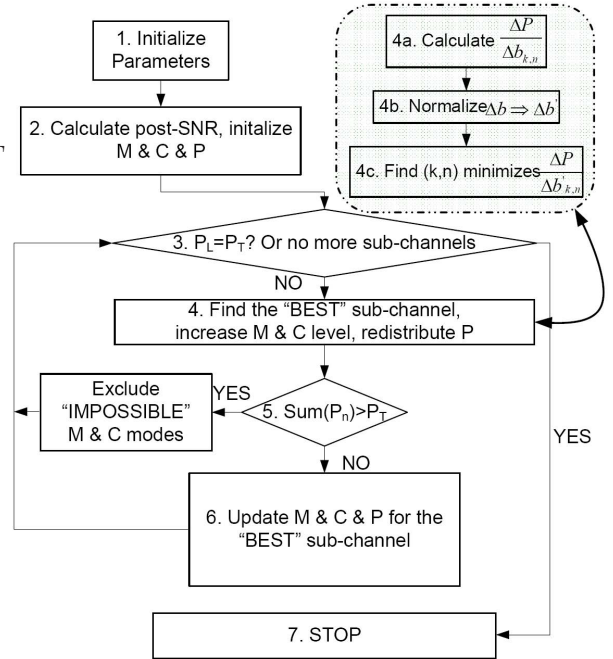 1. Initialize
Parameters
2. Calculate post-SNR, initalize
M & C & P
3. P_L=P_T? Or no more sub-channels
NO
4. Find the “BEST” sub-channel,
increase M & C level, redistribute P
5. Sum(P_n)>P_T
YES
Exclude
“IMPOSSIBLE”
M & C modes
NO
6. Update M & C & P for the
“BEST” sub-channel
YES
7. STOP
4a. Calculate ΔP/Δb_{k,n}
4b. Normalize Δb ⇒ Δb'
4c. Find (k,n) minimizes ΔP/Δb'_{k,n}